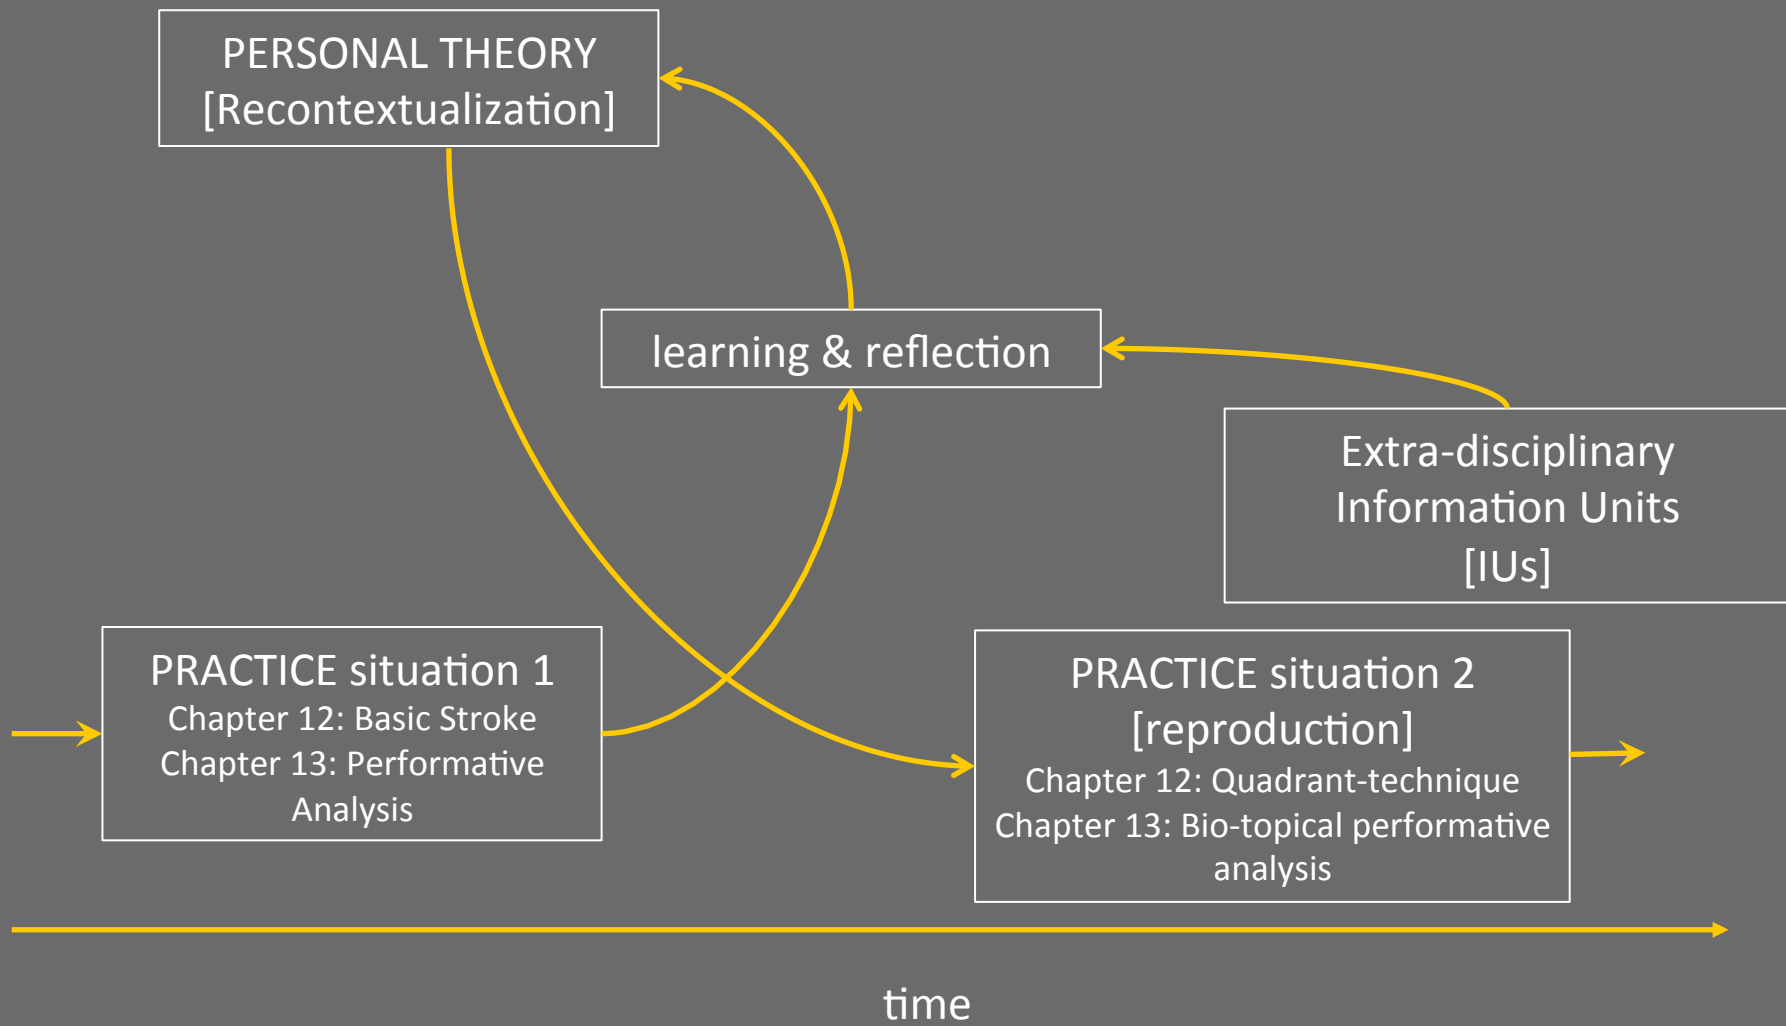 PERSONAL THEORY
[Recontextualization]
learning & reflection
Extra-disciplinary
Information Units
[IUs]
PRACTICE situation 1
Chapter 12: Basic Stroke
Chapter 13: Performative
Analysis
PRACTICE situation 2
[reproduction]
Chapter 12: Quadrant-technique
Chapter 13: Bio-topical performative
analysis
time